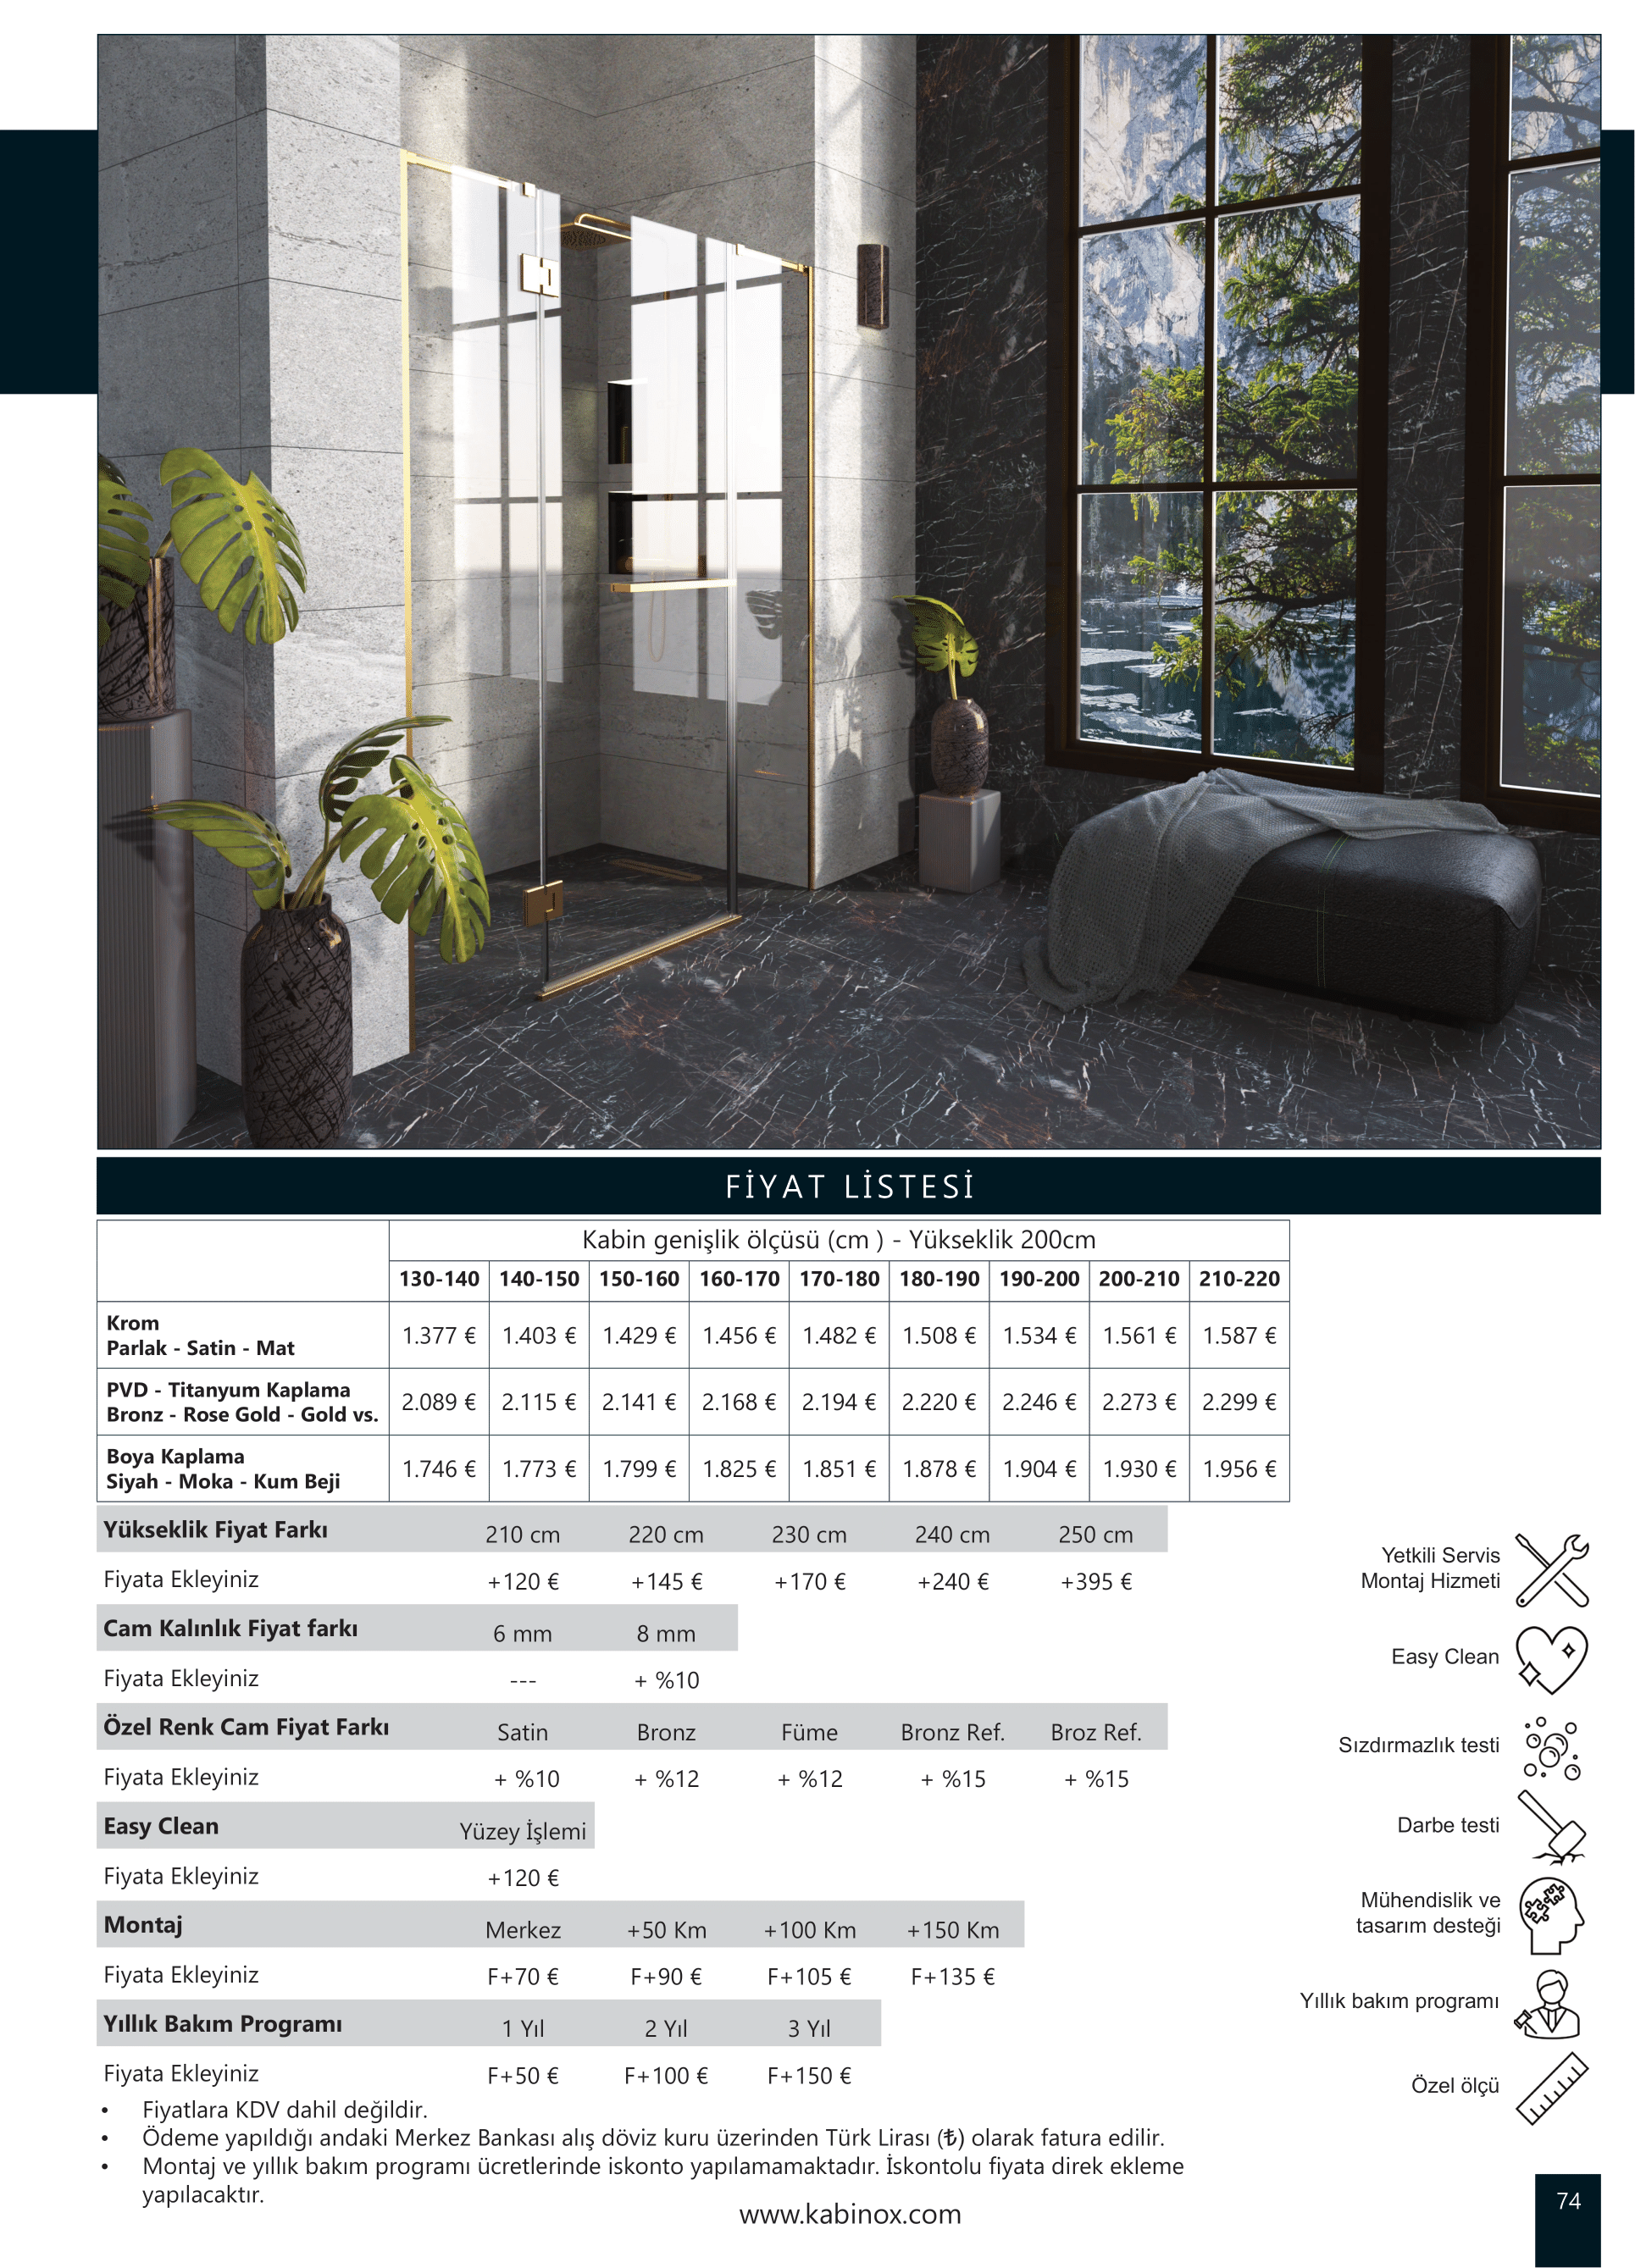 FİYAT LİSTESİ
Kabin genişlik ölçüsü (cm ) - Yükseklik 200cm
130-140 140-150 150-160 160-170 170-180 180-190 190-200 200-210 210-220
Krom
Parlak - Satin - Mat
1.377 € 1.403 € 1.429 € 1.456 € 1.482 € 1.508 € 1.534 € 1.561 € 1.587 €
PVD - Titanyum Kaplama
Bronz - Rose Gold - Gold vs.
2.089 € 2.115 € 2.141 € 2.168 € 2.194 € 2.220 € 2.246 € 2.273 € 2.299 €
Boya Kaplama
Siyah - Moka - Kum Beji
1.746 € 1.773 € 1.799 € 1.825 € 1.851 € 1.878 € 1.904 € 1.930 € 1.956 €
Yükseklik Fiyat Farkı 210 cm 220 cm 230 cm 240 cm 250 cm
Fiyata Ekleyiniz +120 € +145 € +170 € +240 € +395 €
Cam Kalınlık Fiyat farkı 6 mm 8 mm
Fiyata Ekleyiniz --- + %10
Özel Renk Cam Fiyat Farkı Satin Bronz Füme Bronz Ref. Broz Ref.
Fiyata Ekleyiniz + %10 + %12 + %12 + %15 + %15
Easy Clean Yüzey İşlemi
Fiyata Ekleyiniz +120 €
Montaj Merkez +50 Km +100 Km +150 Km
Fiyata Ekleyiniz F+70 € F+90 € F+105 € F+135 €
Yıllık Bakım Programı 1 Yıl 2 Yıl 3 Yıl
Fiyata Ekleyiniz F+50 € F+100 € F+150 €
• Fiyatlara KDV dahil değildir.
• Ödeme yapıldığı andaki Merkez Bankası alış döviz kuru üzerinden Türk Lirası (₺) olarak fatura edilir.
• Montaj ve yıllık bakım programı ücretlerinde iskonto yapılamamaktadır. İskontolu fiyata direk ekleme
yapılacaktır.
Yetkili Servis
Montaj Hizmeti
Easy Clean
Sızdırmazlık testi
Darbe testi
Mühendislik ve
tasarım desteği
Yıllık bakım programı
Özel ölçü
www.kabinox.com
74